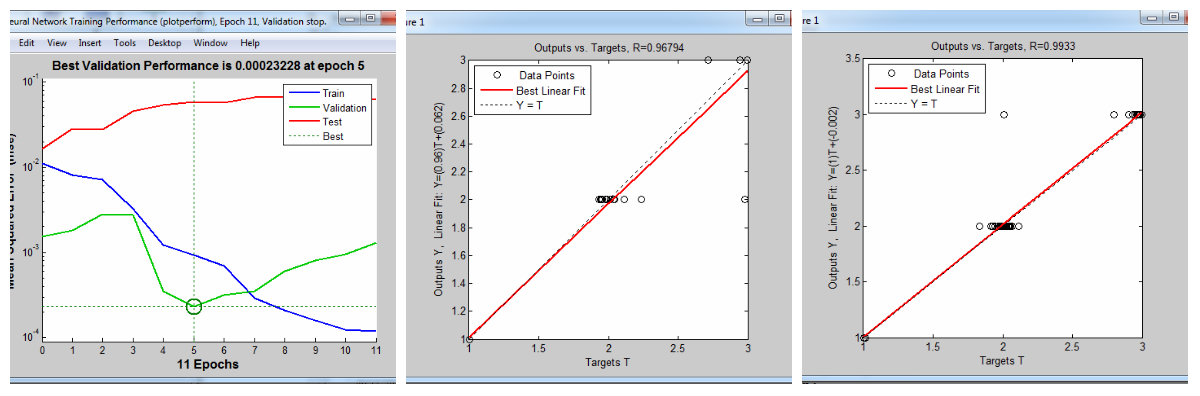 eural Network Training Performance (plotperform), Epoch 11, Validation stop.
Edit View Insert Tools Desktop Window Help
Best Validation Performance is 0.00023228 at epoch 5
10^-1
10^-2
10^-3
10^-4
Mean Squared Error (mse)
Train
Validation
Test
Best
0 1 2 3 4 5 6 7 8 9 10 11
11 Epochs
ure 1
Outputs vs. Targets, R=0.96794
Data Points
Best Linear Fit
Y = T
3
2.8
2.6
2.4
2.2
2
1.8
1.6
1.4
1.2
1
Outputs Y, Linear Fit: Y=(0.96)T+(0.062)
1 1.5 2 2.5 3
Targets T
ure 1
Outputs vs. Targets, R=0.9933
Data Points
Best Linear Fit
Y = T
3.5
3
2.5
2
1.5
1
Outputs Y, Linear Fit: Y=(1)T+(-0.002)
1 1.5 2 2.5 3
Targets T